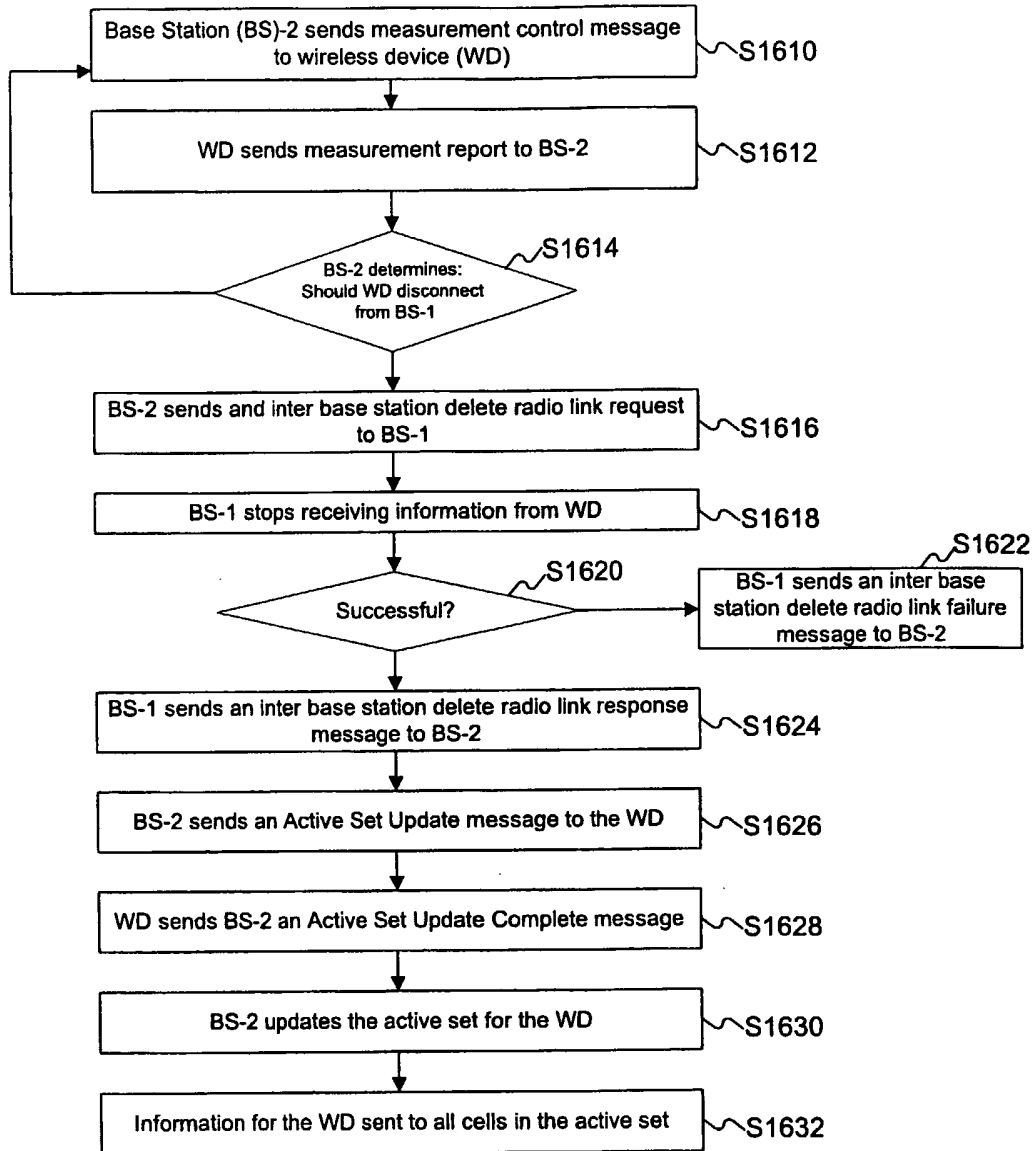 Base Station (BS)-2 sends measurement control message
to wireless device (WD)
S1610
WD sends measurement report to BS-2
S1612
S1614
BS-2 determines:
Should WD disconnect
from BS-1
BS-2 sends and inter base station delete radio link request
to BS-1
S1616
BS-1 stops receiving information from WD
S1618
S1620
Successful?
S1622
BS-1 sends an inter base
station delete radio link failure
message to BS-2
BS-1 sends an inter base station delete radio link response
message to BS-2
S1624
BS-2 sends an Active Set Update message to the WD
S1626
WD sends BS-2 an Active Set Update Complete message
S1628
BS-2 updates the active set for the WD
S1630
Information for the WD sent to all cells in the active set
S1632